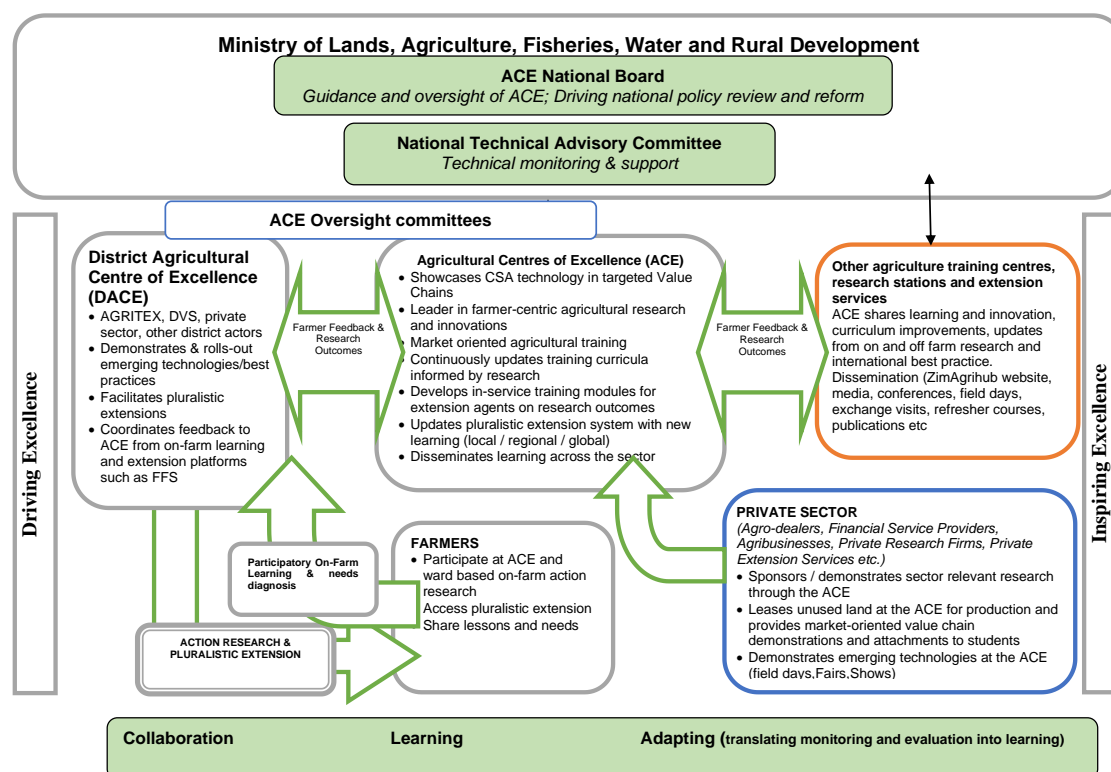 Ministry of Lands, Agriculture, Fisheries, Water and Rural Development
ACE National Board
Guidance and oversight of ACE; Driving national policy review and reform
National Technical Advisory Committee
Technical monitoring & support
ACE Oversight committees
Driving Excellence
District Agricultural
Centre of Excellence
(DACE)
• AGRITEX, DVS, private
sector, other district actors
• Demonstrates & rolls-out
emerging technologies/best
practices
• Facilitates pluralistic
extensions
• Coordinates feedback to
ACE from on-farm learning
and extension platforms
such as FFS
Farmer Feedback &
Research
Outcomes
Agricultural Centres of Excellence (ACE)
• Showcases CSA technology in targeted Value
Chains
• Leader in farmer-centric agricultural research
and innovations
• Market oriented agricultural training
• Continuously updates training curricula
informed by research
• Develops in-service training modules for
extension agents on research outcomes
• Updates pluralistic extension system with new
learning (local / regional / global)
• Disseminates learning across the sector
Farmer Feedback &
Research
Outcomes
Other agriculture training centres,
research stations and extension
services
ACE shares learning and innovation,
curriculum improvements, updates
from on and off farm research and
international best practice.
Dissemination (ZimAgrihub website,
media, conferences, field days,
exchange visits, refresher courses,
publications etc
Inspiring Excellence
Participatory On-Farm
Learning & needs
diagnosis
ACTION RESEARCH &
PLURALISTIC EXTENSION
FARMERS
• Participate at ACE and
ward based on-farm action
research
Access pluralistic extension
Share lessons and needs
PRIVATE SECTOR
(Agro-dealers, Financial Service Providers,
Agribusinesses, Private Research Firms, Private
Extension Services etc.)
• Sponsors / demonstrates sector relevant research
through the ACE
• Leases unused land at the ACE for production and
provides market-oriented value chain
demonstrations and attachments to students
• Demonstrates emerging technologies at the ACE
(field days,Fairs,Shows)
Collaboration Learning Adapting (translating monitoring and evaluation into learning)